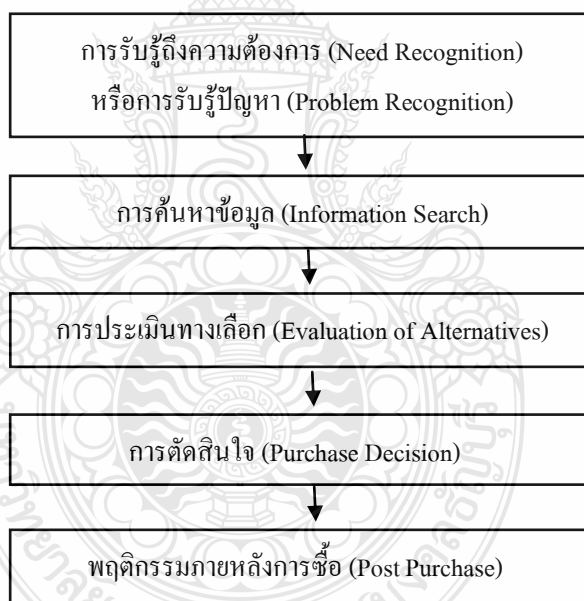 การรับรู้ถึงความต้องการ (Need Recognition)
หรือการรับรู้ปัญหา (Problem Recognition)
การค้นหาข้อมูล (Information Search)
การประเมินทางเลือก (Evaluation of Alternatives)
การตัดสินใจ (Purchase Decision)
พฤติกรรมภายหลังการซื้อ (Post Purchase)